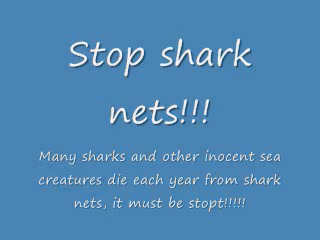 Stop shark
nets!!!
Many sharks and other inocent sea
creatures die each year from shark
nets, it must be stopt!!!!!